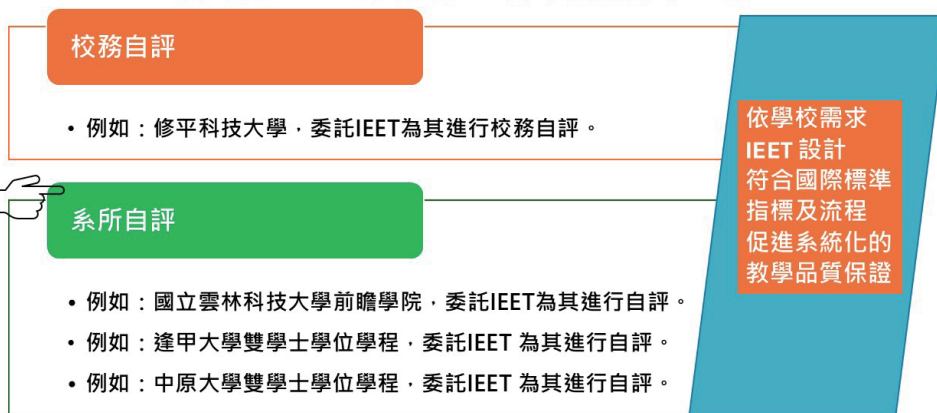 校務自評
• 例如：修平科技大學，委託IEET為其進行校務自評。
系所自評
• 例如：國立雲林科技大學前瞻學院，委託IEET為其進行自評。
• 例如：逢甲大學雙學士學位學程，委託IEET 為其進行自評。
• 例如：中原大學雙學士學位學程，委託IEET 為其進行自評。
依學校需求
IEET 設計
符合國際標準
指標及流程
促進系統化的
教學品質保證